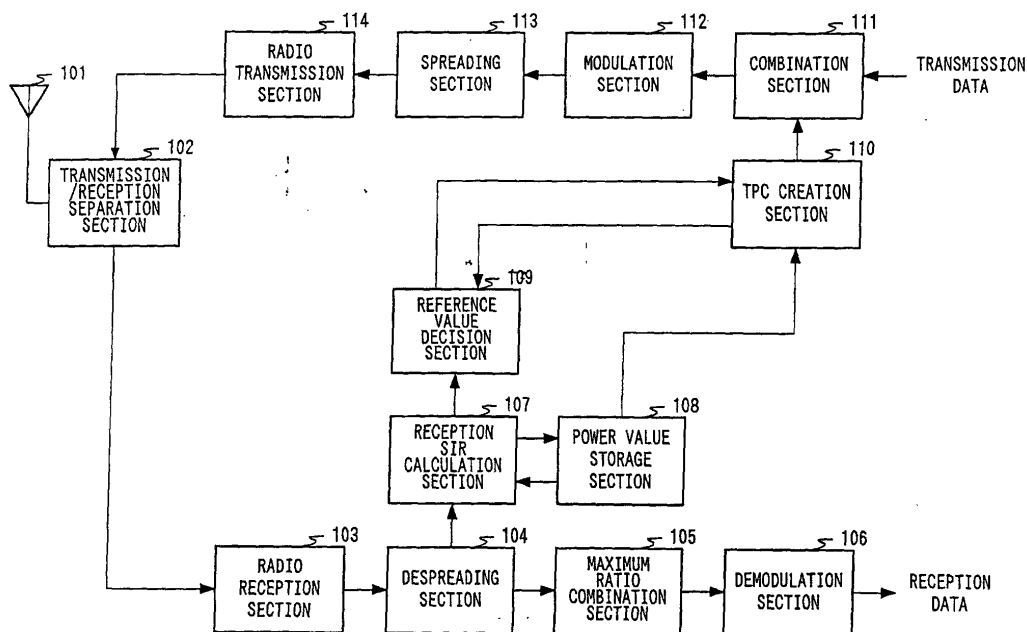 114
113
112
111
RADIO
TRANSMISSION
SECTION
SPREADING
SECTION
MODULATION
SECTION
COMBINATION
SECTION
TRANSMISSION
DATA
101
102
TRANSMISSION
/RECEPTION
SEPARATION
SECTION
110
TPC CREATION
SECTION
109
REFERENCE
VALUE
DECISION
SECTION
107
RECEPTION
SIR
CALCULATION
SECTION
108
POWER VALUE
STORAGE
SECTION
103
RADIO
RECEPTION
SECTION
104
DESPREADING
SECTION
105
MAXIMUM
RATIO
COMBINATION
SECTION
106
DEMODULATION
SECTION
RECEPTION
DATA